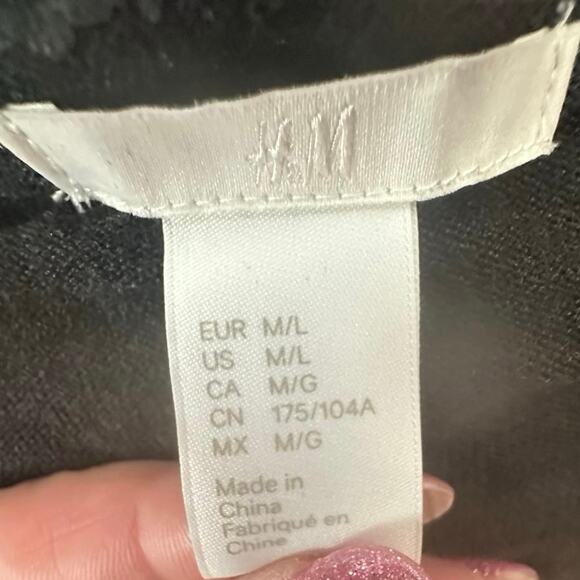 H&M
EUR M/L
US M/L
CA M/G
CN 175/104A
MX M/G
Made in
China
Fabriqué en
Chine